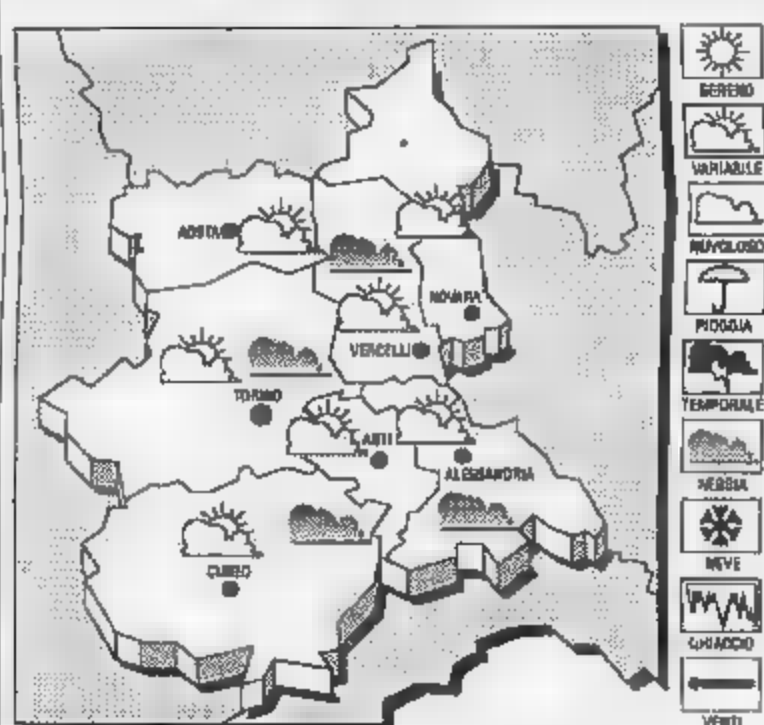 AOSTA
NOVARA
VERCELLI
TORINO
ASTI
ALESSANDRIA
CUNEO
SERENO
VARIABILE
NUVOLOSO
PIOGGIA
TEMPORALE
NEBBIA
NEVE
GHIACCIO
VENTI